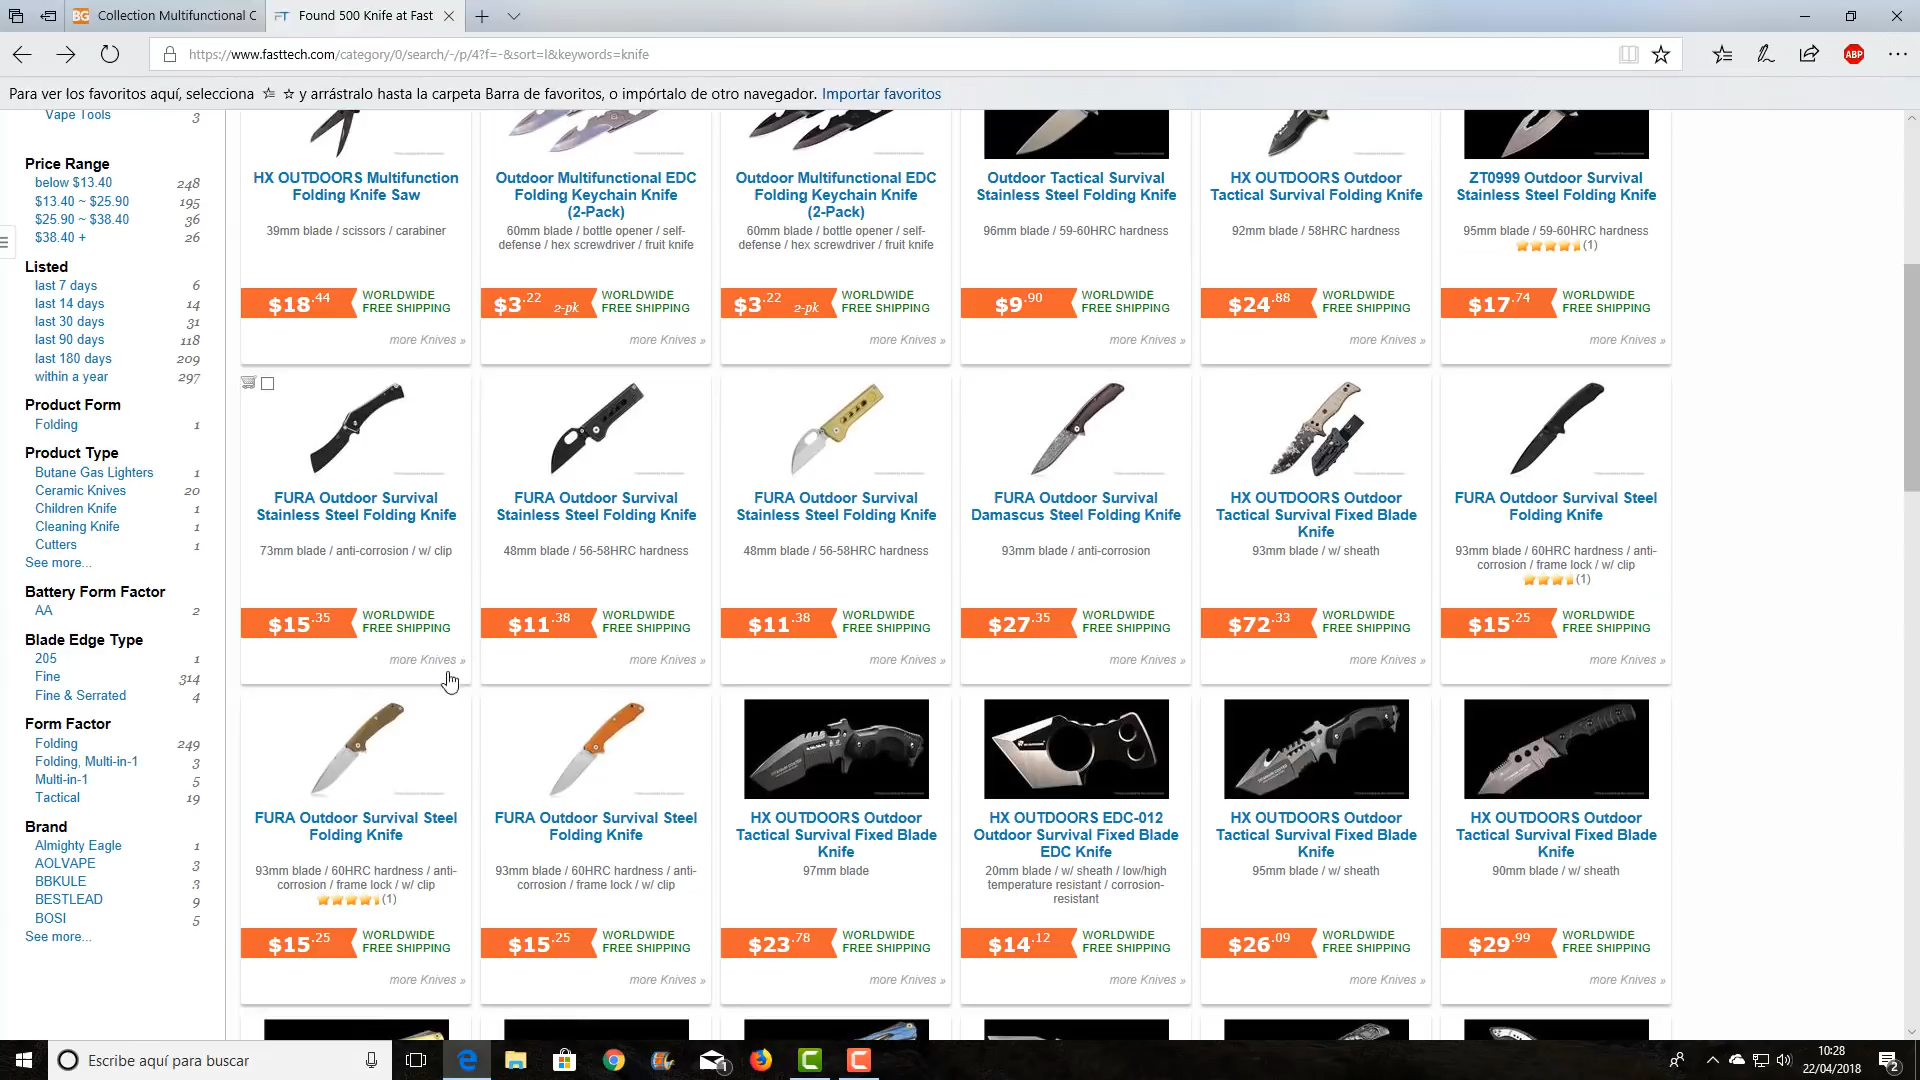 Collection Multifunctional C
Found 500 Knife at Fast
https://www.fasttech.com/category/0/search/-/p/4?f=-&sort=l&keywords=knife
ABP
Para ver los favoritos aquí, selecciona ☆ y arrástralo hasta la carpeta Barra de favoritos, o impórtalo de otro navegador. Importar favoritos
Vape Tools 3
Price Range
below $13.40 248
$13.40 ~ $25.90 195
$25.90 ~ $38.40 36
$38.40 + 26
Listed
last 7 days 6
last 14 days 14
last 30 days 31
last 90 days 118
last 180 days 209
within a year 297
Product Form
Folding 1
Product Type
Butane Gas Lighters 1
Ceramic Knives 20
Children Knife 1
Cleaning Knife 1
Cutters 1
See more...
Battery Form Factor
AA 2
Blade Edge Type
205 1
Fine 314
Fine & Serrated 4
Form Factor
Folding 249
Folding, Multi-in-1 3
Multi-in-1 5
Tactical 19
Brand
Almighty Eagle 1
AOLVAPE 3
BBKULE 3
BESTLEAD 9
BOSI 5
See more...
HX OUTDOORS Multifunction
Folding Knife Saw
39mm blade / scissors / carabiner
$18.44 WORLDWIDE
FREE SHIPPING
more Knives »
Outdoor Multifunctional EDC
Folding Keychain Knife
(2-Pack)
60mm blade / bottle opener / self-
defense / hex screwdriver / fruit knife
$3.22 2-pk WORLDWIDE
FREE SHIPPING
more Knives »
Outdoor Multifunctional EDC
Folding Keychain Knife
(2-Pack)
60mm blade / bottle opener / self-
defense / hex screwdriver / fruit knife
$3.22 2-pk WORLDWIDE
FREE SHIPPING
more Knives »
Outdoor Tactical Survival
Stainless Steel Folding Knife
96mm blade / 59-60HRC hardness
$9.90 WORLDWIDE
FREE SHIPPING
more Knives »
HX OUTDOORS Outdoor
Tactical Survival Folding Knife
92mm blade / 58HRC hardness
$24.88 WORLDWIDE
FREE SHIPPING
more Knives »
ZT0999 Outdoor Survival
Stainless Steel Folding Knife
95mm blade / 59-60HRC hardness
(1)
$17.74 WORLDWIDE
FREE SHIPPING
more Knives »
FURA Outdoor Survival
Stainless Steel Folding Knife
73mm blade / anti-corrosion / w/ clip
$15.35 WORLDWIDE
FREE SHIPPING
more Knives »
FURA Outdoor Survival
Stainless Steel Folding Knife
48mm blade / 56-58HRC hardness
$11.38 WORLDWIDE
FREE SHIPPING
more Knives »
FURA Outdoor Survival
Stainless Steel Folding Knife
48mm blade / 56-58HRC hardness
$11.38 WORLDWIDE
FREE SHIPPING
more Knives »
FURA Outdoor Survival
Damascus Steel Folding Knife
93mm blade / anti-corrosion
$27.35 WORLDWIDE
FREE SHIPPING
more Knives »
HX OUTDOORS Outdoor
Tactical Survival Fixed Blade
Knife
93mm blade / w/ sheath
$72.33 WORLDWIDE
FREE SHIPPING
more Knives »
FURA Outdoor Survival Steel
Folding Knife
93mm blade / 60HRC hardness / anti-
corrosion / frame lock / w/ clip
(1)
$15.25 WORLDWIDE
FREE SHIPPING
more Knives »
FURA Outdoor Survival Steel
Folding Knife
93mm blade / 60HRC hardness / anti-
corrosion / frame lock / w/ clip
(1)
$15.25 WORLDWIDE
FREE SHIPPING
more Knives »
FURA Outdoor Survival Steel
Folding Knife
93mm blade / 60HRC hardness / anti-
corrosion / frame lock / w/ clip
$15.25 WORLDWIDE
FREE SHIPPING
more Knives »
HX OUTDOORS Outdoor
Tactical Survival Fixed Blade
Knife
97mm blade
$23.78 WORLDWIDE
FREE SHIPPING
more Knives »
HX OUTDOORS EDC-012
Outdoor Survival Fixed Blade
EDC Knife
20mm blade / w/ sheath / low/high
temperature resistant / corrosion-
resistant
$14.12 WORLDWIDE
FREE SHIPPING
more Knives »
HX OUTDOORS Outdoor
Tactical Survival Fixed Blade
Knife
95mm blade / w/ sheath
$26.09 WORLDWIDE
FREE SHIPPING
more Knives »
HX OUTDOORS Outdoor
Tactical Survival Fixed Blade
Knife
90mm blade / w/ sheath
$29.99 WORLDWIDE
FREE SHIPPING
more Knives »
Escribe aquí para buscar
1
10:28
22/04/2018
2